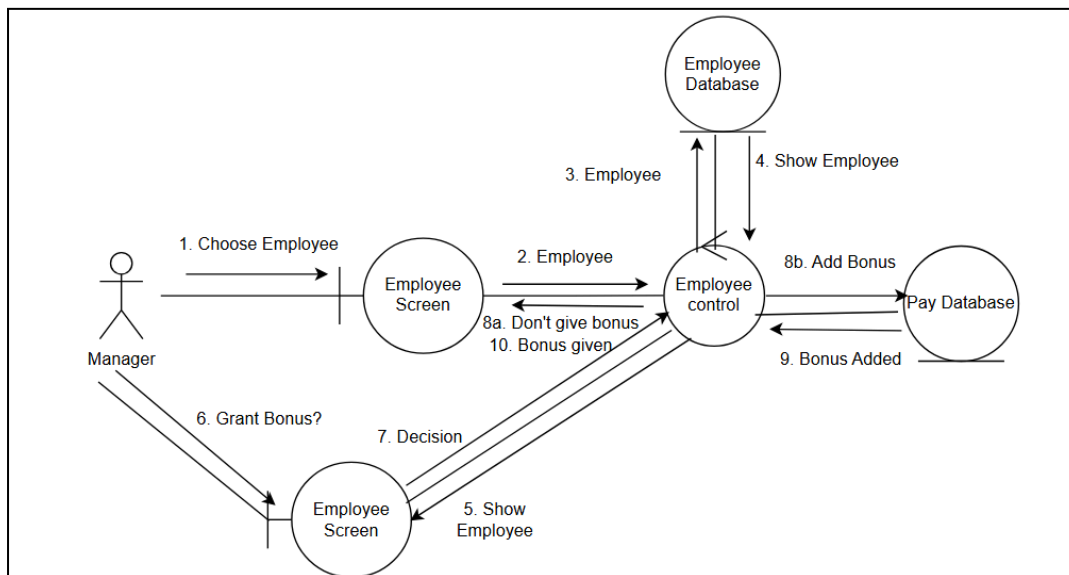 Employee
Database
3. Employee
4. Show Employee
1. Choose Employee
2. Employee
8b. Add Bonus
Employee
Screen
Employee
control
Pay Database
8a. Don't give bonus
10. Bonus given
9. Bonus Added
Manager
6. Grant Bonus?
7. Decision
Employee
Screen
5. Show
Employee